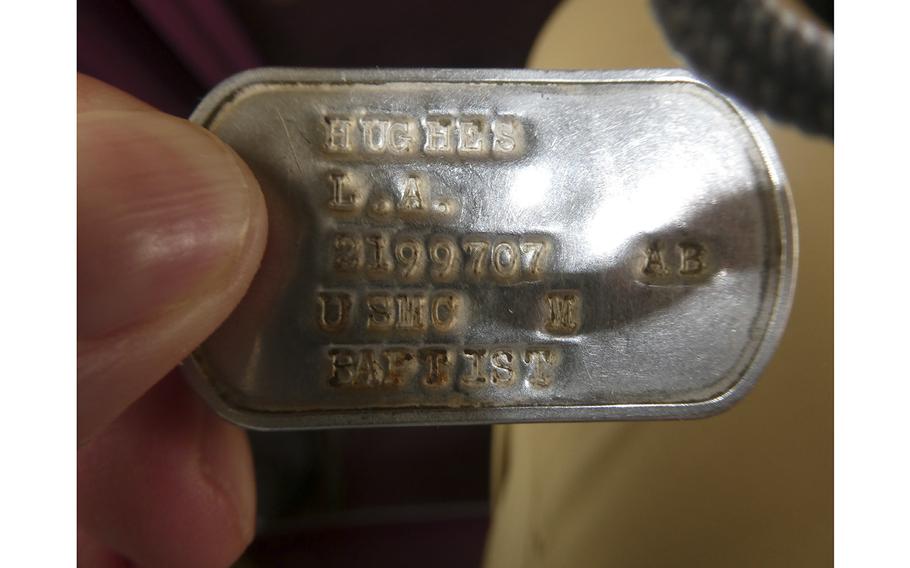 HUGHES
L.A.
2199707 AB
USMC M
BAPTIST